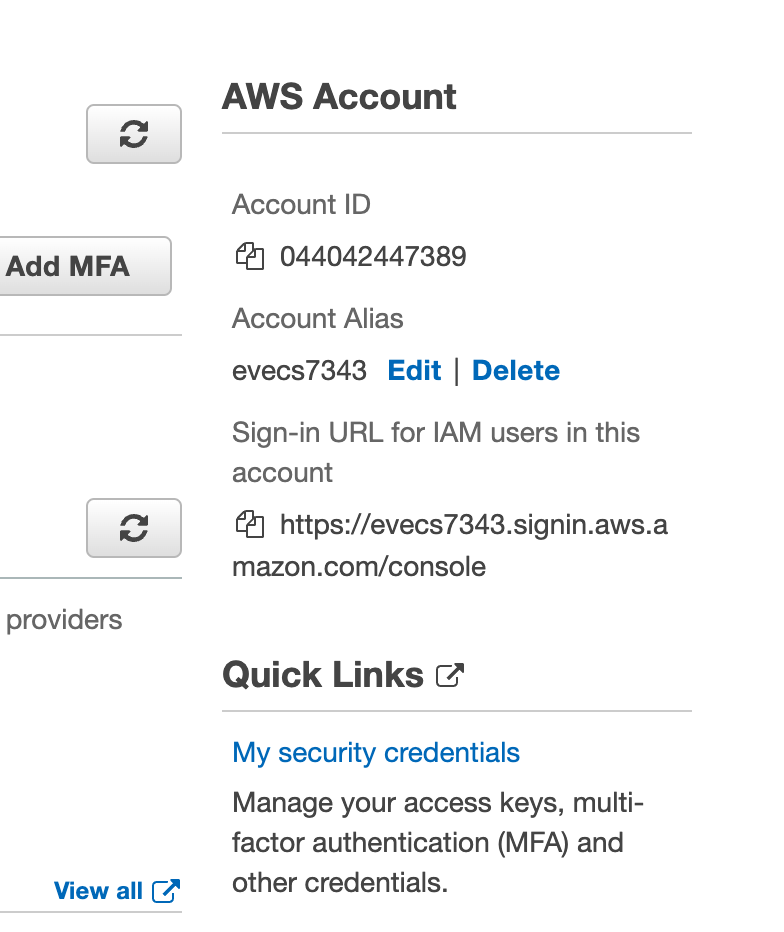 AWS Account
Account ID
Add MFA
044042447389
Account Alias
evecs7343 Edit | Delete
Sign-in URL for IAM users in this
account
https://evecs7343.signin.aws.a
mazon.com/console
providers
Quick Links
My security credentials
Manage your access keys, multi-
factor authentication (MFA) and
other credentials.
View all